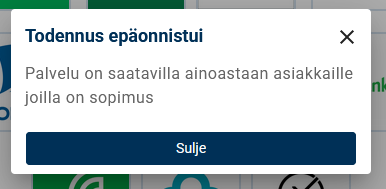 Todennus epäonnistui
Palvelu on saatavilla ainoastaan asiakkaille
joilla on sopimus
Sulje